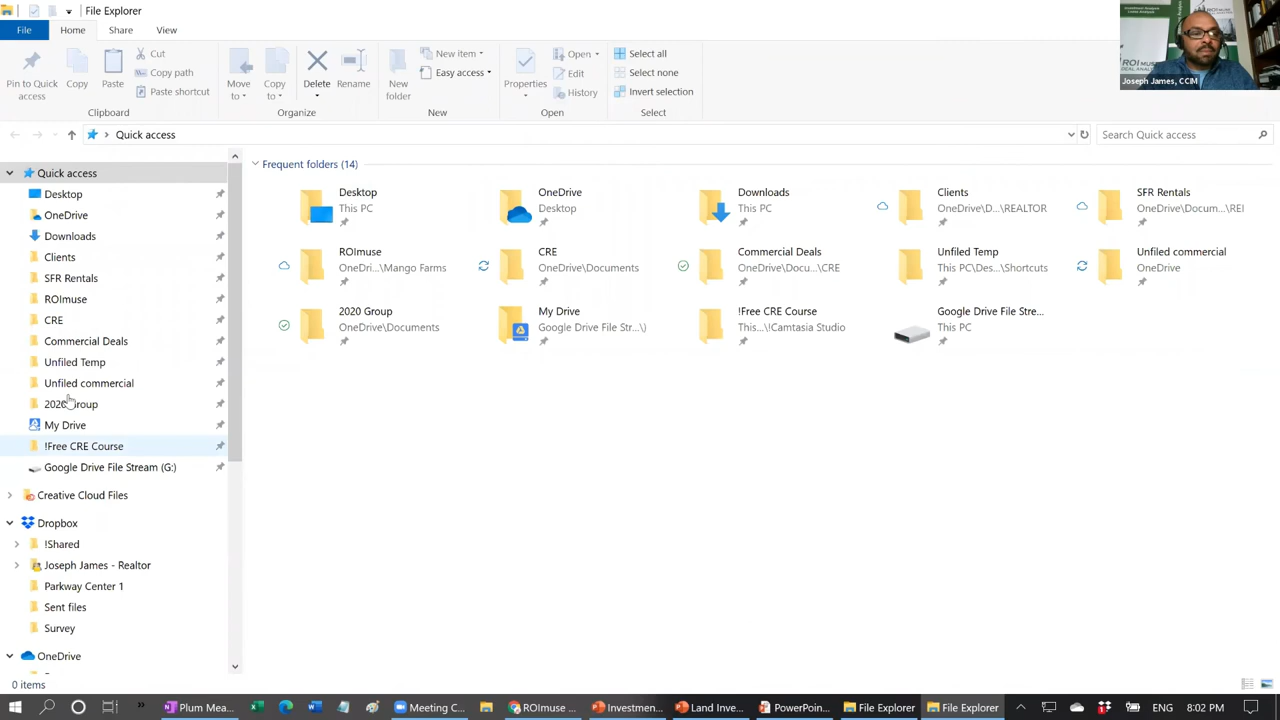 File Explorer
File Home Share View
Pin to Quick access
Copy
Paste
Cut
Copy path
Paste shortcut
Clipboard
Move to
Copy to
Delete
Rename
Organize
New folder
New item
Easy access
New
Properties
Open
Edit
History
Open
Select all
Select none
Invert selection
Select
Joseph James, CCIM
Quick access
Search Quick access
Quick access
Desktop
OneDrive
Downloads
Clients
SFR Rentals
ROImuse
CRE
Commercial Deals
Unfiled Temp
Unfiled commercial
2020 Group
My Drive
!Free CRE Course
Google Drive File Stream (G:)
Creative Cloud Files
Dropbox
!Shared
Joseph James - Realtor
Parkway Center 1
Sent files
Survey
OneDrive
Frequent folders (14)
Desktop
This PC
OneDrive
Desktop
Downloads
This PC
Clients
OneDrive\D...\REALTOR
SFR Rentals
OneDrive\Docum...\REI
ROImuse
OneDri...\Mango Farms
CRE
OneDrive\Documents
Commercial Deals
OneDrive\Docu...\CRE
Unfiled Temp
This PC\Des...\Shortcuts
Unfiled commercial
OneDrive
2020 Group
OneDrive\Documents
My Drive
Google Drive File Str...\)
!Free CRE Course
This...\!Camtasia Studio
Google Drive File Stre...
This PC
0 items
Plum Mea...
Meeting C...
ROImuse ...
Investmen...
Land Inve...
PowerPoin...
File Explorer
File Explorer
ENG
8:02 PM